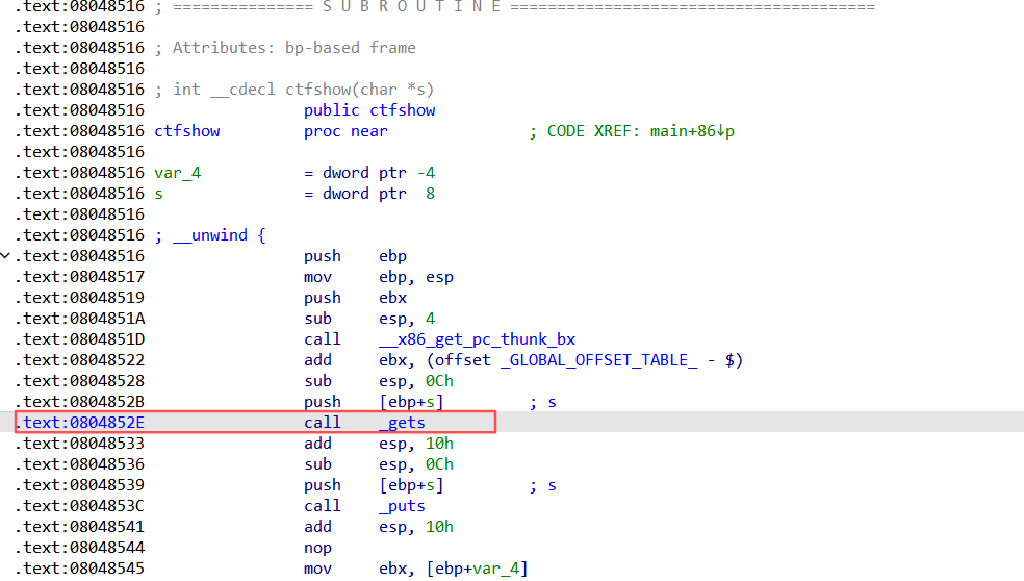 .text:08048516 ; =============== S U B R O U T I N E =======================================
.text:08048516
.text:08048516 ; Attributes: bp-based frame
.text:08048516
.text:08048516 ; int __cdecl ctfshow(char *s)
.text:08048516 public ctfshow
.text:08048516 ctfshow proc near ; CODE XREF: main+86↓p
.text:08048516
.text:08048516 var_4 = dword ptr -4
.text:08048516 s = dword ptr 8
.text:08048516
.text:08048516 ; __unwind {
.text:08048516 push ebp
.text:08048517 mov ebp, esp
.text:08048519 push ebx
.text:0804851A sub esp, 4
.text:0804851D call __x86_get_pc_thunk_bx
.text:08048522 add ebx, (offset _GLOBAL_OFFSET_TABLE_ - $)
.text:08048528 sub esp, 0Ch
.text:0804852B push [ebp+s] ; s
.text:0804852E call _gets
.text:08048533 add esp, 10h
.text:08048536 sub esp, 0Ch
.text:08048539 push [ebp+s] ; s
.text:0804853C call _puts
.text:08048541 add esp, 10h
.text:08048544 nop
.text:08048545 mov ebx, [ebp+var_4]